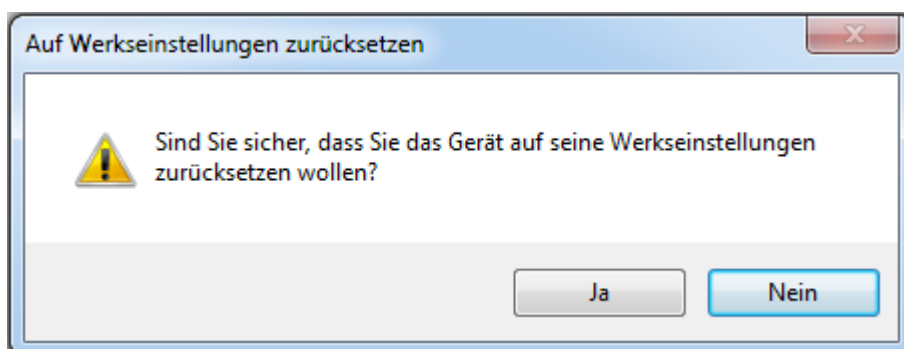 Auf Werkseinstellungen zurücksetzen
Sind Sie sicher, dass Sie das Gerät auf seine Werkseinstellungen
zurücksetzen wollen?
Ja
Nein